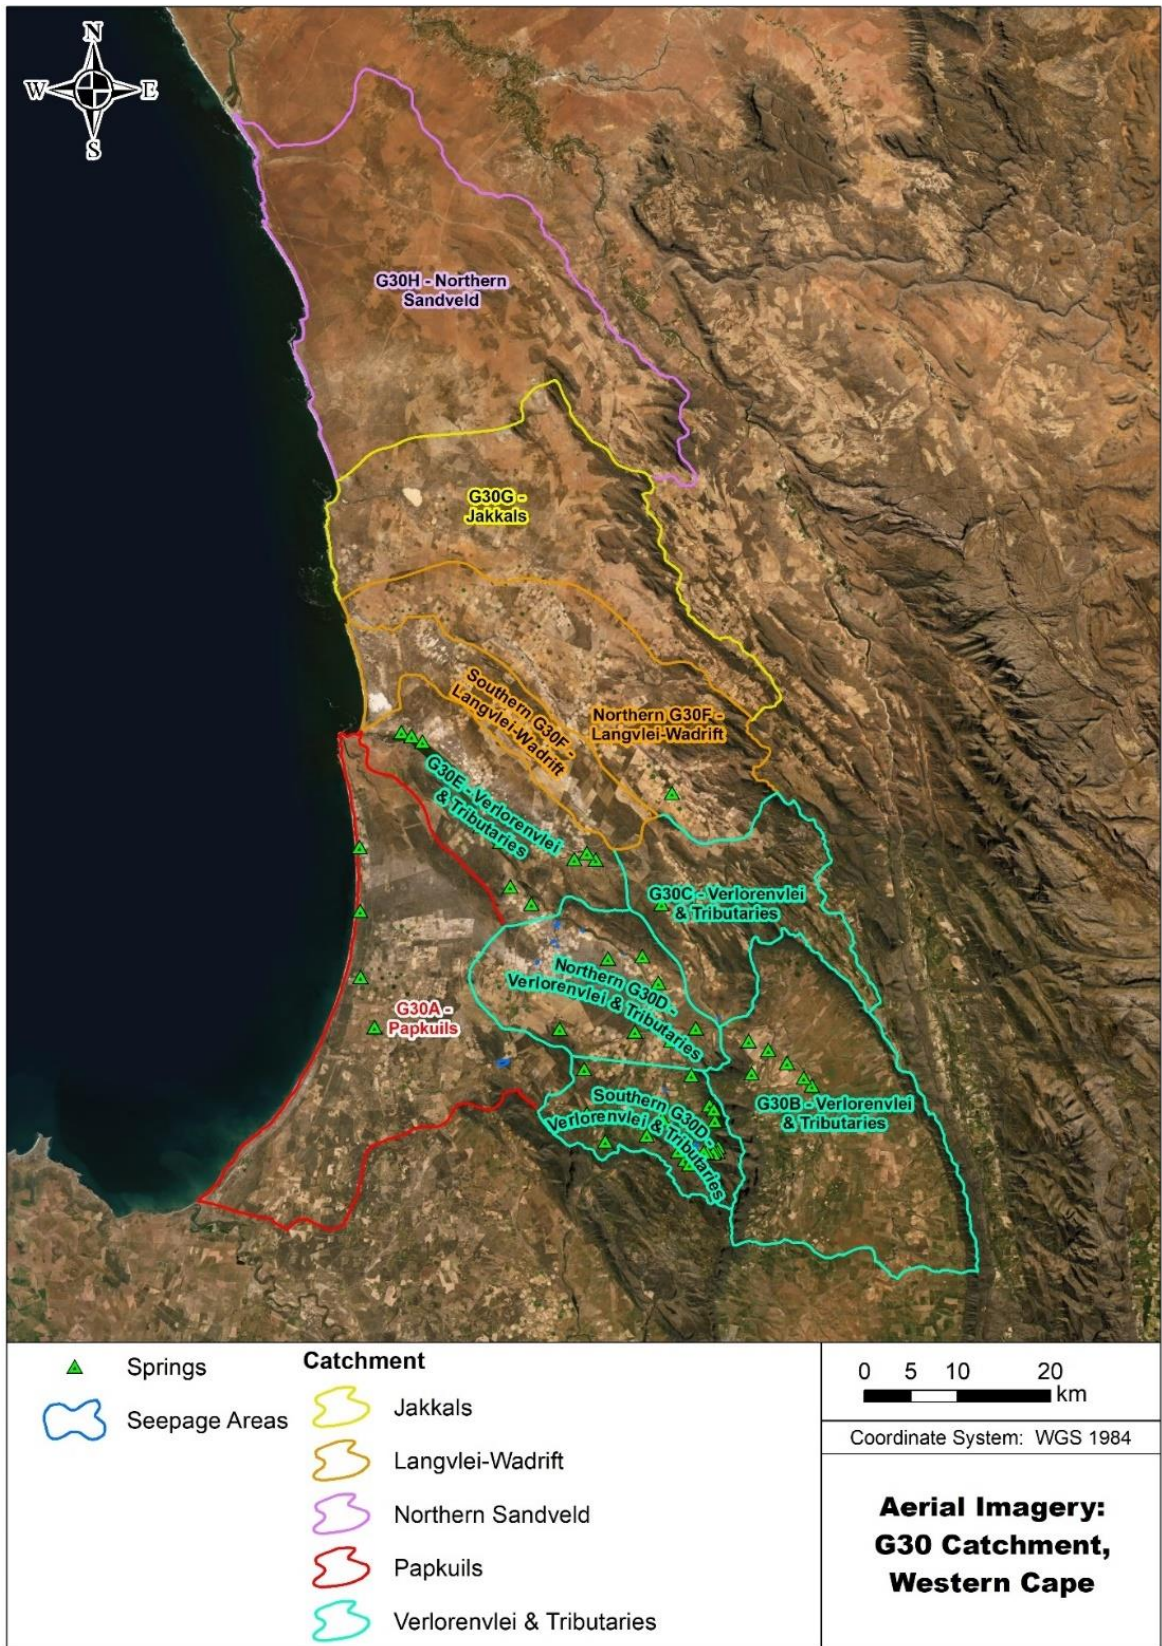 N
W E
S
G30H - Northern
Sandveld
G30G -
Jakkals
Southern G30F -
Langvlei-Wadrift
Northern G30F -
Langvlei-Wadrift
G30E - Verlorenvlei
& Tributaries
G30C - Verlorenvlei
& Tributaries
Northern G30D -
Verlorenvlei & Tributaries
G30A -
Papkuils
Southern G30D -
Verlorenvlei & Tributaries
G30B - Verlorenvlei
& Tributaries
Springs
Seepage Areas
Catchment
Jakkals
Langvlei-Wadrift
Northern Sandveld
Papkuils
Verlorenvlei & Tributaries
0 5 10 20
km
Coordinate System: WGS 1984
Aerial Imagery:
G30 Catchment,
Western Cape